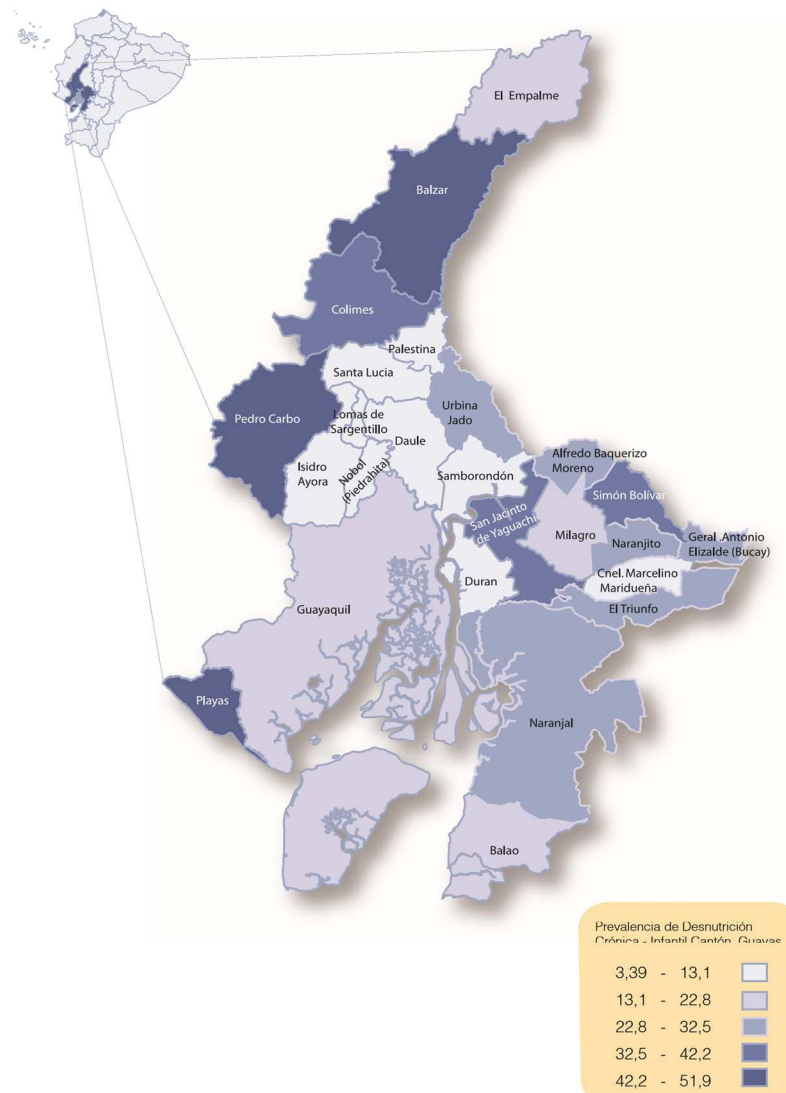 El Empalme
Balzar
Colimes
Palestina
Santa Lucia
Pedro Carbo
Lomas de
Sargentillo
Urbina
Jado
Daule
Isidro
Ayora
Nobol
(Piedrahita)
Samborondón
Alfredo Baquerizo
Moreno
Simón Bolívar
San Jacinto
de Yaguachi
Milagro
Naranjito
Geral .Antonio
Elizalde (Bucay)
Cnel. Marcelino
Maridueña
Duran
El Triunfo
Guayaquil
Playas
Naranjal
Balao
Prevalencia de Desnutrición
Crónica - Infantil Cantón Guayas
3,39 - 13,1
13,1 - 22,8
22,8 - 32,5
32,5 - 42,2
42,2 - 51,9